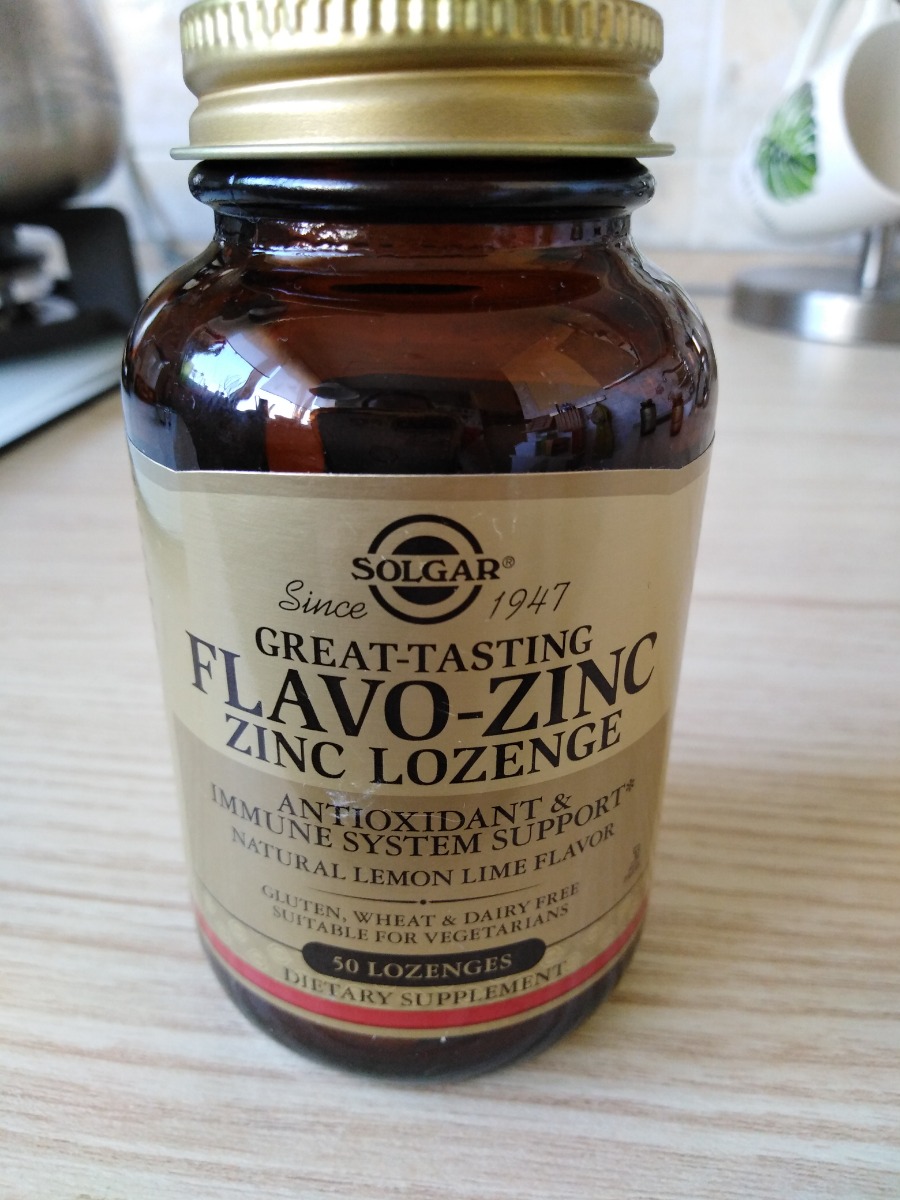 SOLGAR®
Since 1947
GREAT-TASTING
FLAVO-ZINC
ZINC LOZENGE
ANTIOXIDANT &
IMMUNE SYSTEM SUPPORT*
NATURAL LEMON LIME FLAVOR
GLUTEN, WHEAT & DAIRY FREE
SUITABLE FOR VEGETARIANS
50 LOZENGES
DIETARY SUPPLEMENT